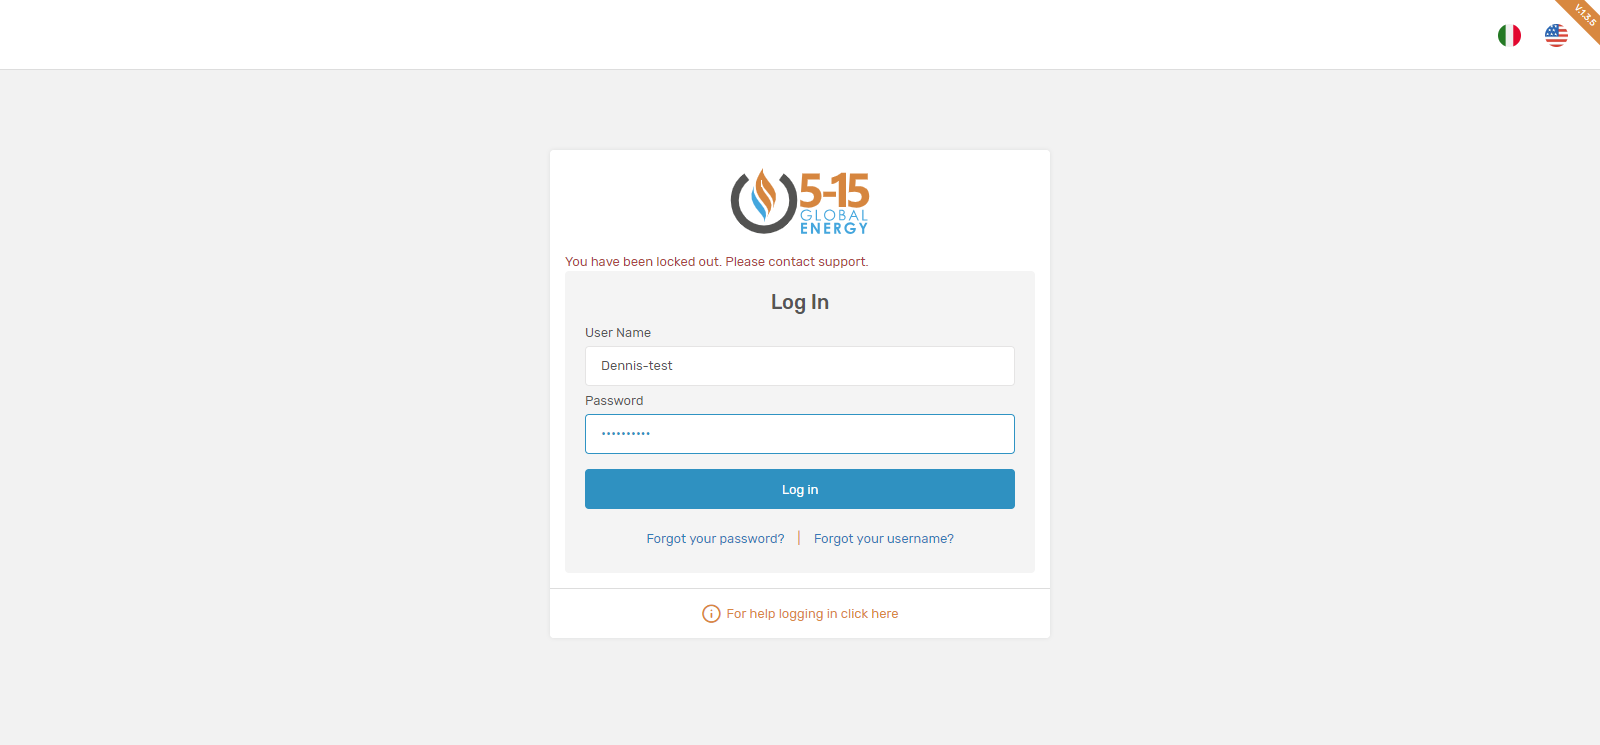 V.1.3.5
5-15
GLOBAL
ENERGY
You have been locked out. Please contact support.
Log In
User Name
Dennis-test
Password
••••••••••
Log in
Forgot your password? | Forgot your username?
For help logging in click here